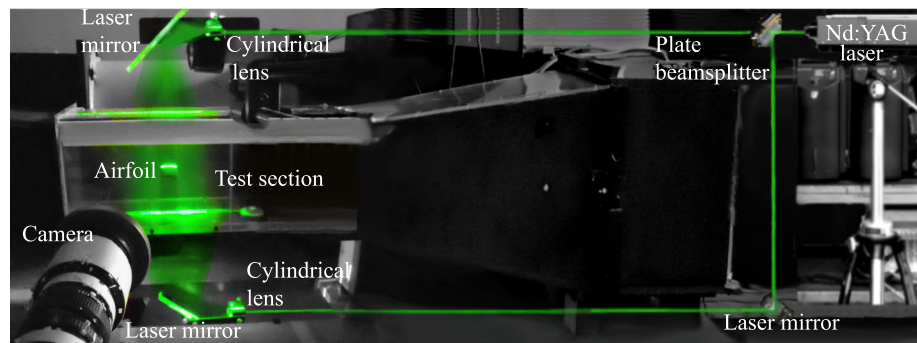 Laser
mirror
Cylindrical
lens
Plate
beamsplitter
Nd:YAG
laser
Airfoil
Test section
Camera
Cylindrical
lens
Laser mirror
Laser mirror